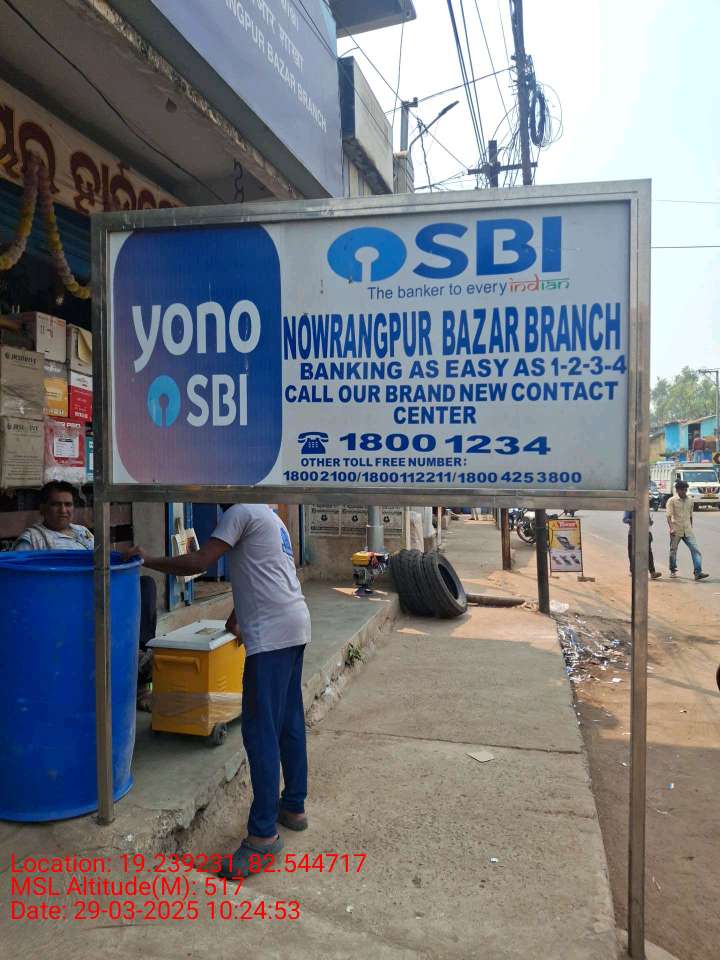 NGPUR BAZAR BRANCH
yono
SBI
SBI
The banker to every indian
NOWRANGPUR BAZAR BRANCH
BANKING AS EASY AS 1-2-3-4
CALL OUR BRAND NEW CONTACT
CENTER
1800 1234
OTHER TOLL FREE NUMBER:
1800 2100/1800112211/1800 425 3800
Location: 19.239231, 82.544717
MSL Altitude(M): 517
Date: 29-03-2025 10:24:53